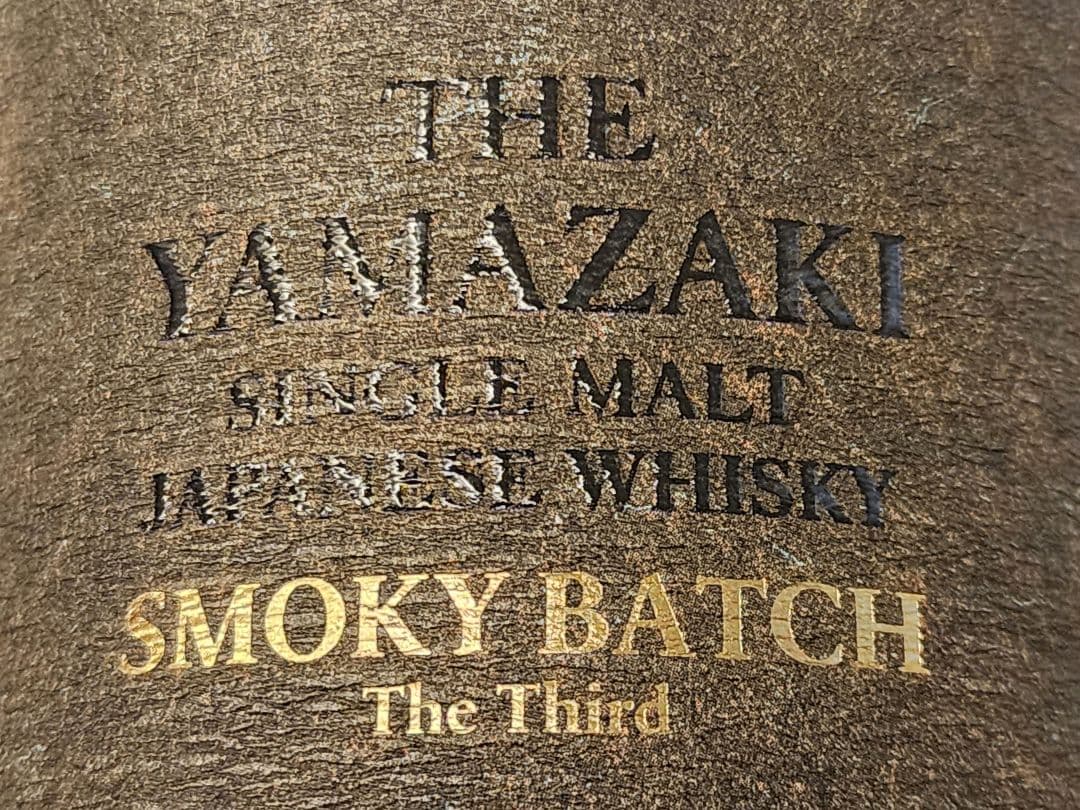 THE
YAMAZAKI
SINGLE MALT
JAPANESE WHISKY
SMOKY BATCH
The Third